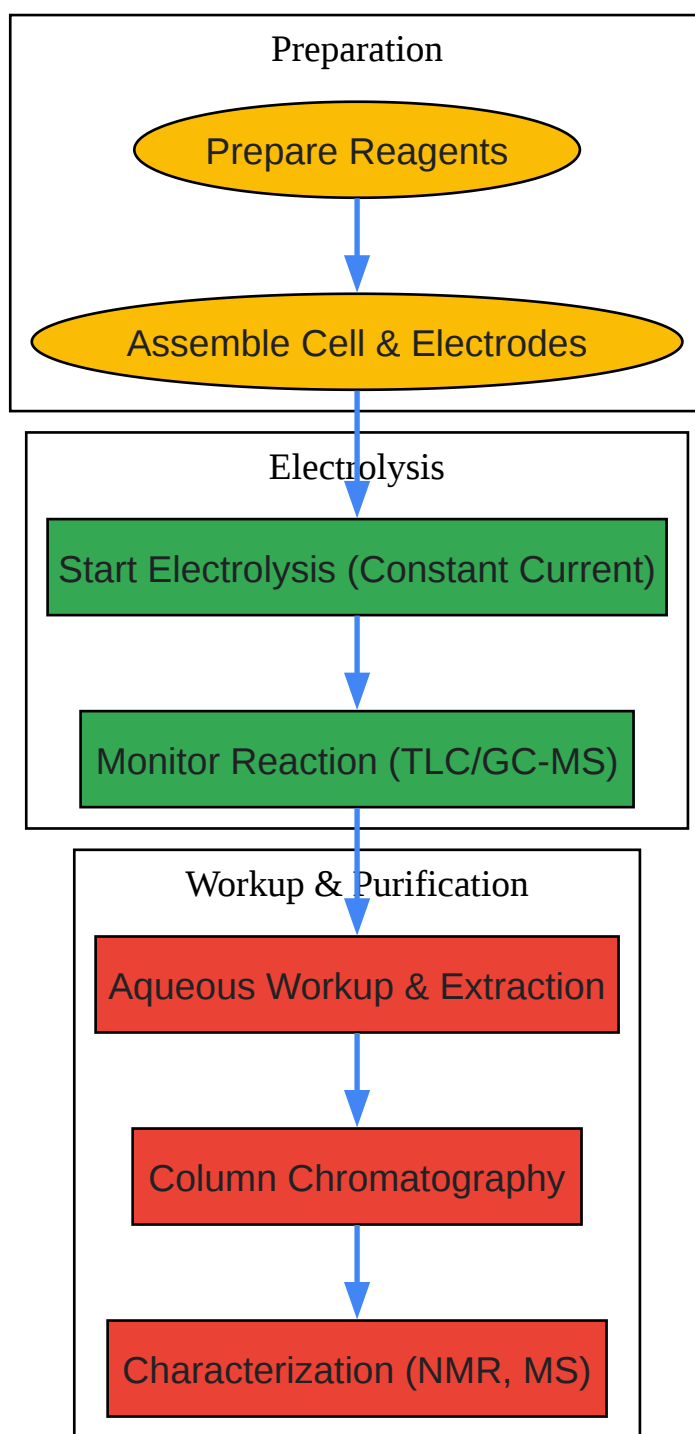 Preparation
Prepare Reagents
Assemble Cell & Electrodes
Electrolysis
Start Electrolysis (Constant Current)
Monitor Reaction (TLC/GC-MS)
Workup & Purification
Aqueous Workup & Extraction
Column Chromatography
Characterization (NMR, MS)